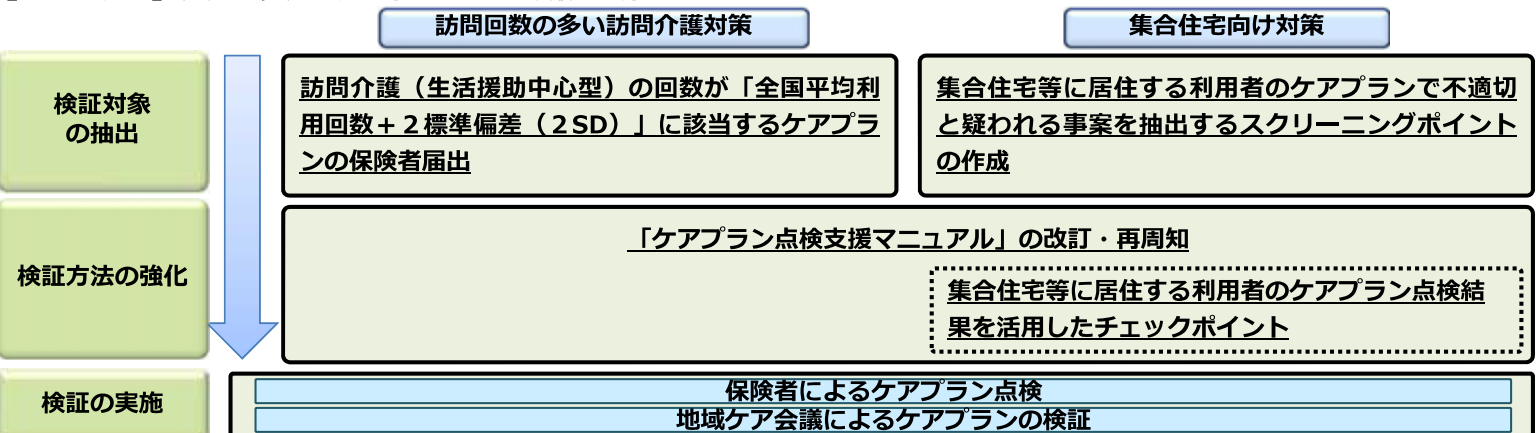 訪問回数の多い訪問介護対策
集合住宅向け対策
検証対象
の抽出
訪問介護（生活援助中心型）の回数が「全国平均利
用回数＋２標準偏差（２SD）」に該当するケアプラ
ンの保険者届出
集合住宅等に居住する利用者のケアプランで不適切
と疑われる事案を抽出するスクリーニングポイント
の作成
検証方法の強化
「ケアプラン点検支援マニュアル」の改訂・再周知
集合住宅等に居住する利用者のケアプラン点検結
果を活用したチェックポイント
検証の実施
保険者によるケアプラン点検
地域ケア会議によるケアプランの検証